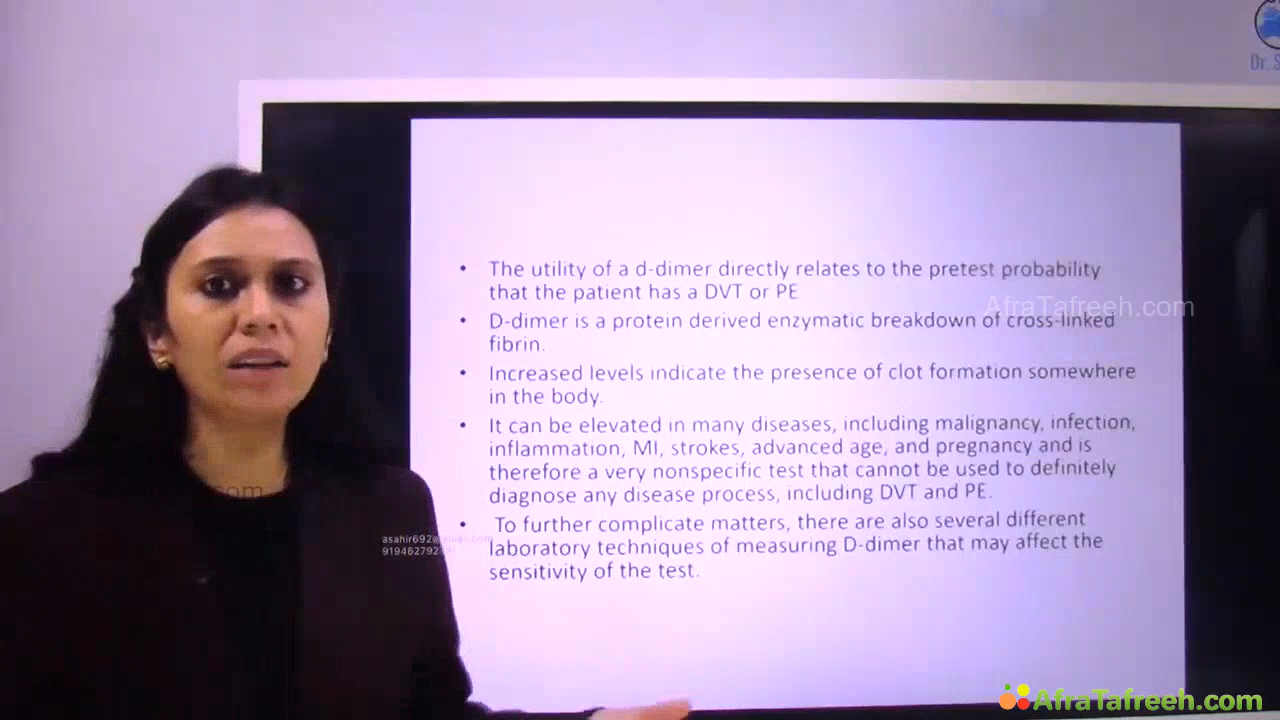 Dr. S
• The utility of a d-dimer directly relates to the pretest probability
that the patient has a DVT or PE
AfraTafreeh.com
• D-dimer is a protein derived enzymatic breakdown of cross-linked
fibrin.
• Increased levels indicate the presence of clot formation somewhere
in the body.
• It can be elevated in many diseases, including malignancy, infection,
inflammation, MI, strokes, advanced age, and pregnancy and is
therefore a very nonspecific test that cannot be used to definitely
diagnose any disease process, including DVT and PE.
• To further complicate matters, there are also several different
laboratory techniques of measuring D-dimer that may affect the
sensitivity of the test.
AfraTafreeh.com